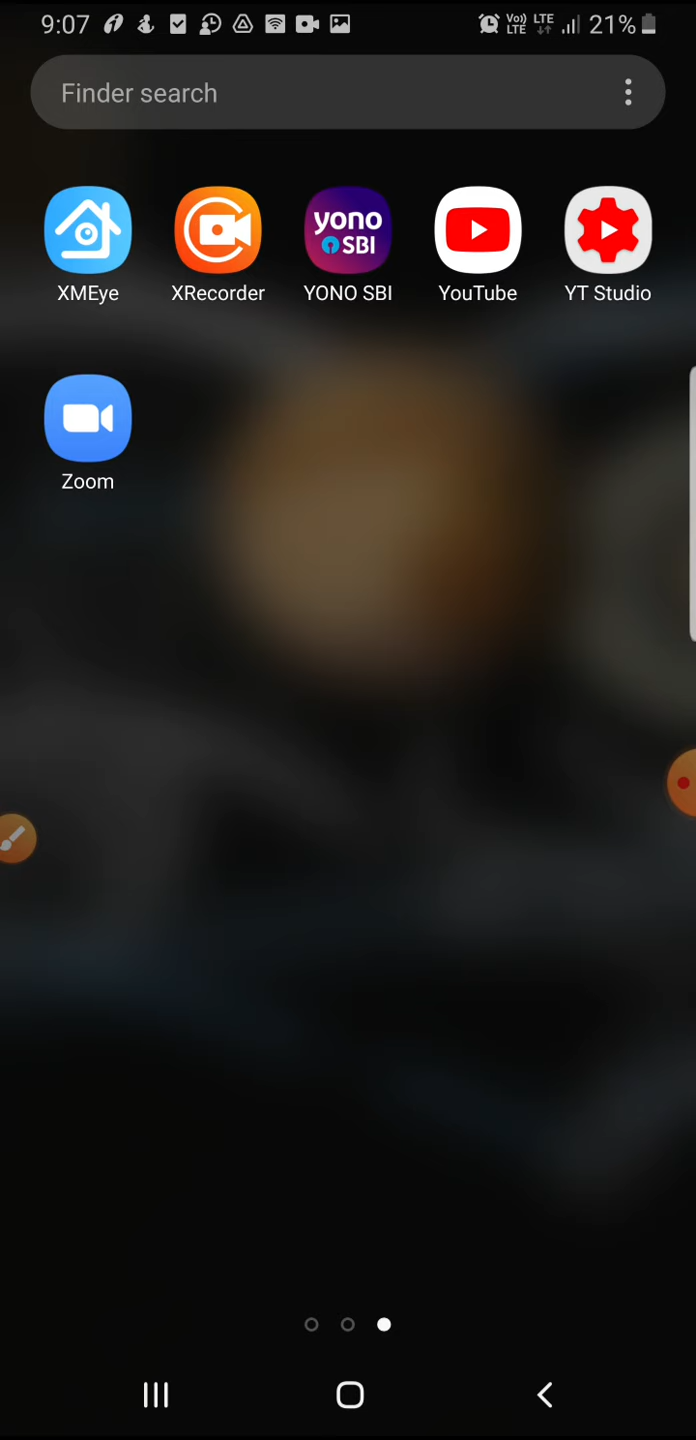 9:07 Vo)) LTE LTE 21%
Finder search
yono
SBI
XMEye XRecorder YONO SBI YouTube YT Studio
Zoom